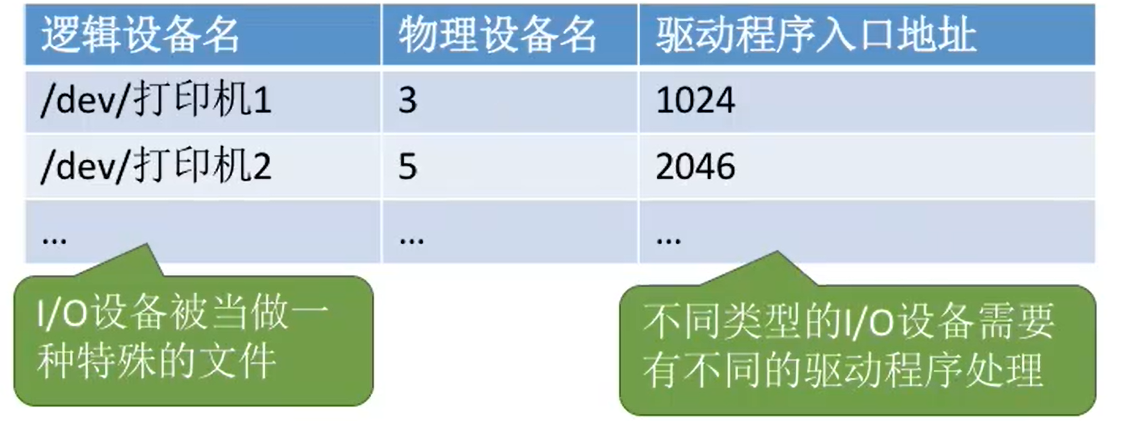 逻辑设备名 物理设备名 驱动程序入口地址
/dev/打印机1 3 1024
/dev/打印机2 5 2046
... ... ...
I/O设备被当做一
种特殊的文件
不同类型的I/O设备需要
有不同的驱动程序处理